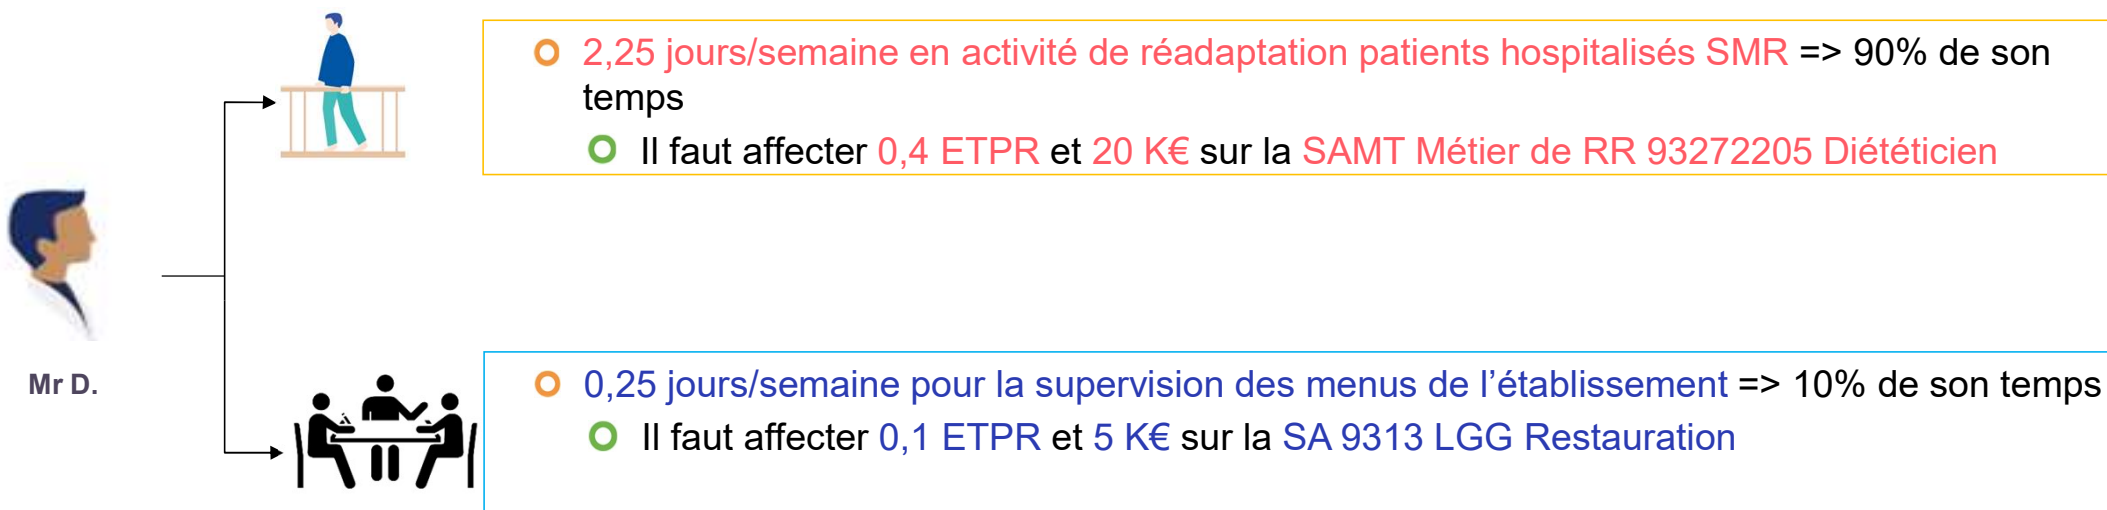 2,25 jours/semaine en activité de réadaptation patients hospitalisés SMR => 90% de son
temps
Il faut affecter 0,4 ETPR et 20 K€ sur la SAMT Métier de RR 93272205 Diététicien
Mr D.
0,25 jours/semaine pour la supervision des menus de l’établissement => 10% de son temps
Il faut affecter 0,1 ETPR et 5 K€ sur la SA 9313 LGG Restauration